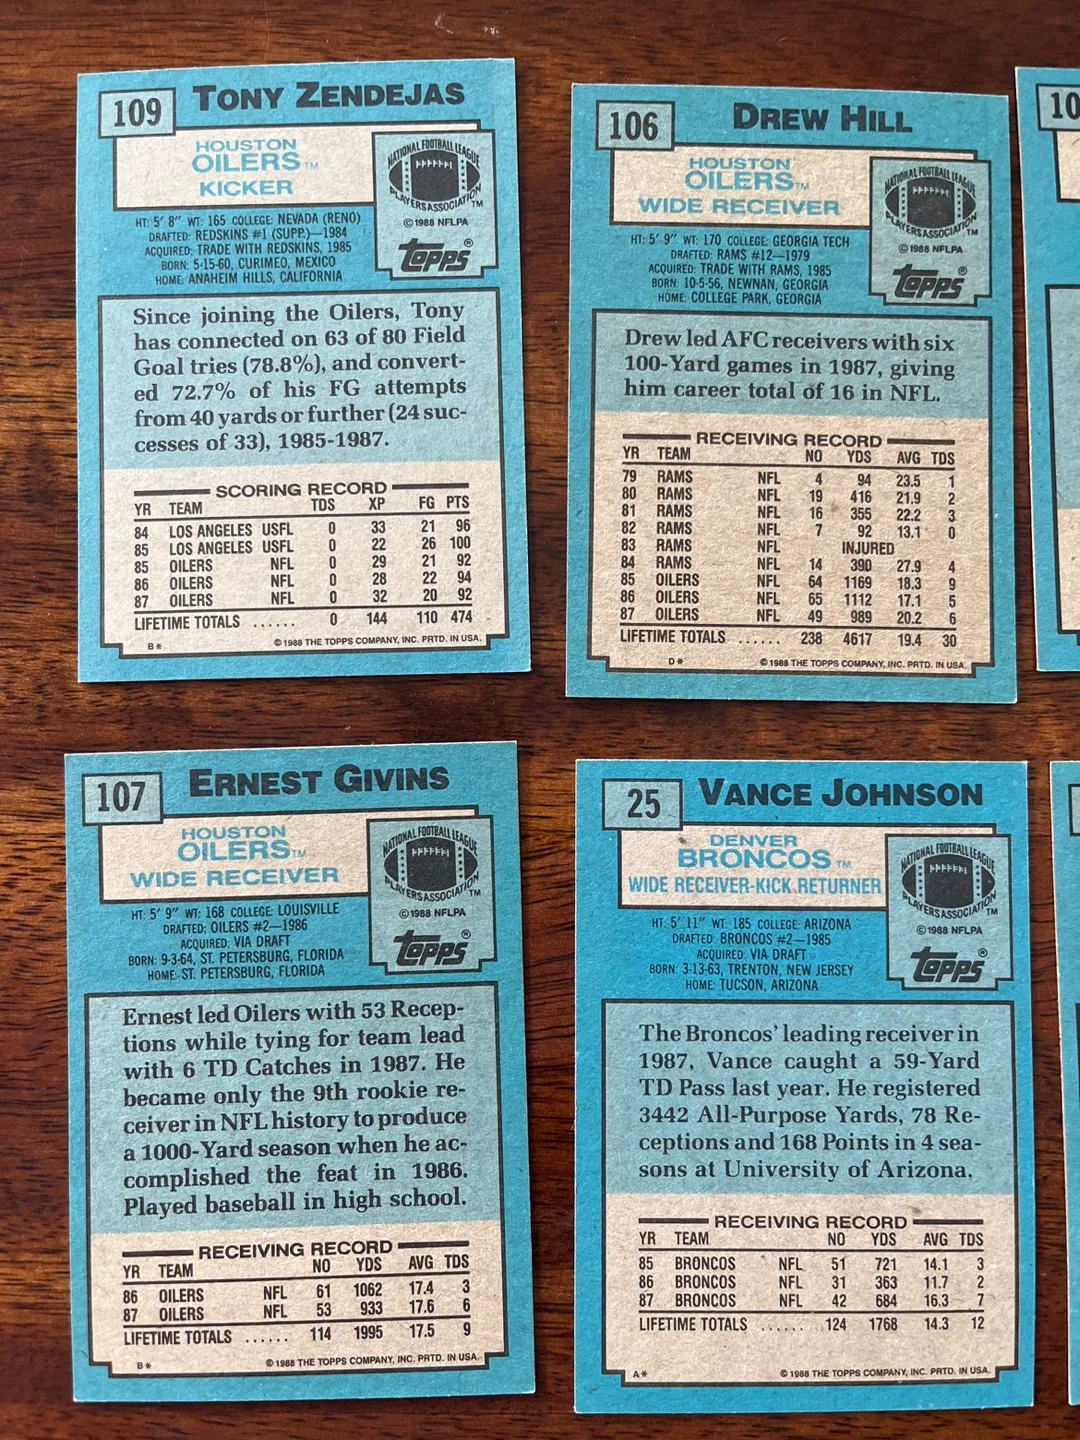 109
TONY ZENDEJAS
HOUSTON
OILERS™
KICKER
NATIONAL FOOTBALL LEAGUE
PLAYERS ASSOCIATION™
©1988 NFLPA
Topps®
HT: 5' 8" WT: 165 COLLEGE: NEVADA (RENO)
DRAFTED: REDSKINS #1 (SUPP.)—1984
ACQUIRED: TRADE WITH REDSKINS, 1985
BORN: 5-15-60, CURIMEO, MEXICO
HOME: ANAHEIM HILLS, CALIFORNIA
Since joining the Oilers, Tony
has connected on 63 of 80 Field
Goal tries (78.8%), and convert-
ed 72.7% of his FG attempts
from 40 yards or further (24 suc-
cesses of 33), 1985-1987.
SCORING RECORD
YR TEAM TDS XP FG PTS
84 LOS ANGELES USFL 0 33 21 96
85 LOS ANGELES USFL 0 22 26 100
85 OILERS NFL 0 29 21 92
86 OILERS NFL 0 28 22 94
87 OILERS NFL 0 32 20 92
LIFETIME TOTALS ...... 0 144 110 474
B* ©1988 THE TOPPS COMPANY, INC. PRTD. IN USA.
106
DREW HILL
HOUSTON
OILERS™
WIDE RECEIVER
NATIONAL FOOTBALL LEAGUE
PLAYERS ASSOCIATION™
©1988 NFLPA
Topps®
HT: 5' 9" WT: 170 COLLEGE: GEORGIA TECH
DRAFTED: RAMS #12—1979
ACQUIRED: TRADE WITH RAMS, 1985
BORN: 10-5-56, NEWNAN, GEORGIA
HOME: COLLEGE PARK, GEORGIA
Drew led AFC receivers with six
100-Yard games in 1987, giving
him career total of 16 in NFL.
RECEIVING RECORD
YR TEAM NO YDS AVG TDS
79 RAMS NFL 4 94 23.5 1
80 RAMS NFL 19 416 21.9 2
81 RAMS NFL 16 355 22.2 3
82 RAMS NFL 7 92 13.1 0
83 RAMS NFL INJURED
84 RAMS NFL 14 390 27.9 4
85 OILERS NFL 64 1169 18.3 9
86 OILERS NFL 65 1112 17.1 5
87 OILERS NFL 49 989 20.2 6
LIFETIME TOTALS ...... 238 4617 19.4 30
D* ©1988 THE TOPPS COMPANY, INC. PRTD. IN USA.
10
107
ERNEST GIVINS
HOUSTON
OILERS™
WIDE RECEIVER
NATIONAL FOOTBALL LEAGUE
PLAYERS ASSOCIATION™
©1988 NFLPA
Topps®
HT: 5' 9" WT: 168 COLLEGE: LOUISVILLE
DRAFTED: OILERS #2—1986
ACQUIRED: VIA DRAFT
BORN: 9-3-64, ST. PETERSBURG, FLORIDA
HOME: ST. PETERSBURG, FLORIDA
Ernest led Oilers with 53 Recep-
tions while tying for team lead
with 6 TD Catches in 1987. He
became only the 9th rookie re-
ceiver in NFL history to produce
a 1000-Yard season when he ac-
complished the feat in 1986.
Played baseball in high school.
RECEIVING RECORD
YR TEAM NO YDS AVG TDS
86 OILERS NFL 61 1062 17.4 3
87 OILERS NFL 53 933 17.6 6
LIFETIME TOTALS ...... 114 1995 17.5 9
B* ©1988 THE TOPPS COMPANY, INC. PRTD. IN USA.
25
VANCE JOHNSON
DENVER
BRONCOS™
WIDE RECEIVER-KICK RETURNER
NATIONAL FOOTBALL LEAGUE
PLAYERS ASSOCIATION™
©1988 NFLPA
Topps®
HT: 5' 11" WT: 185 COLLEGE: ARIZONA
DRAFTED: BRONCOS #2—1985
ACQUIRED: VIA DRAFT
BORN: 3-13-63, TRENTON, NEW JERSEY
HOME: TUCSON, ARIZONA
The Broncos' leading receiver in
1987, Vance caught a 59-Yard
TD Pass last year. He registered
3442 All-Purpose Yards, 78 Re-
ceptions and 168 Points in 4 sea-
sons at University of Arizona.
RECEIVING RECORD
YR TEAM NO YDS AVG TDS
85 BRONCOS NFL 51 721 14.1 3
86 BRONCOS NFL 31 363 11.7 2
87 BRONCOS NFL 42 684 16.3 7
LIFETIME TOTALS ...... 124 1768 14.3 12
A* ©1988 THE TOPPS COMPANY, INC. PRTD. IN USA.